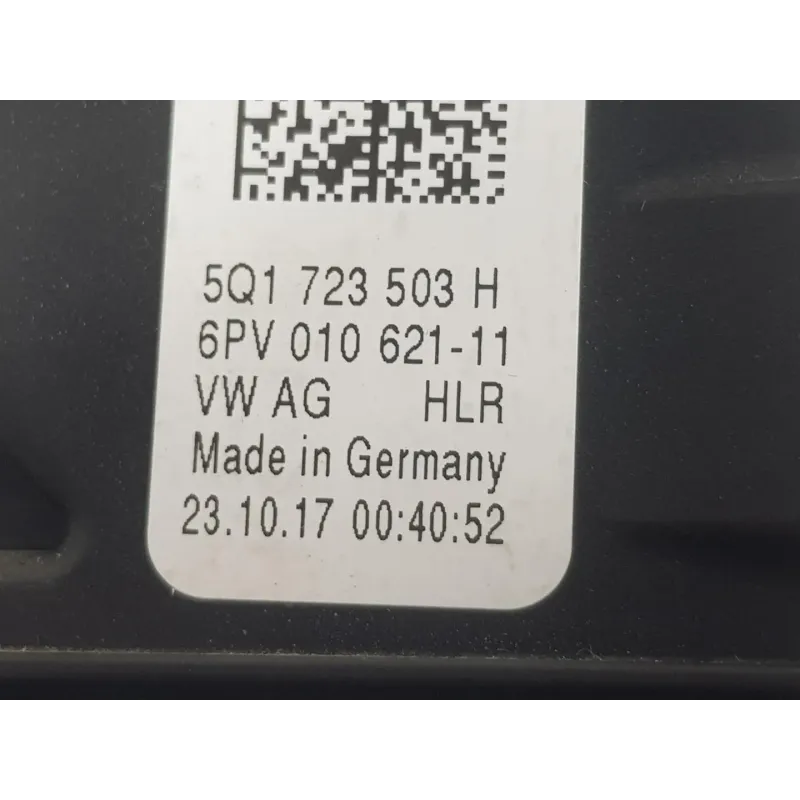 5Q1 723 503 H
6PV 010 621-11
VW AG HLR
Made in Germany
23.10.17 00:40:52